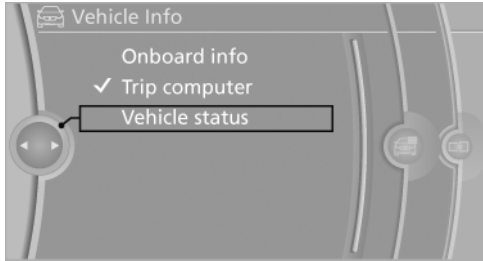 Vehicle Info
Onboard info
Trip computer
Vehicle status